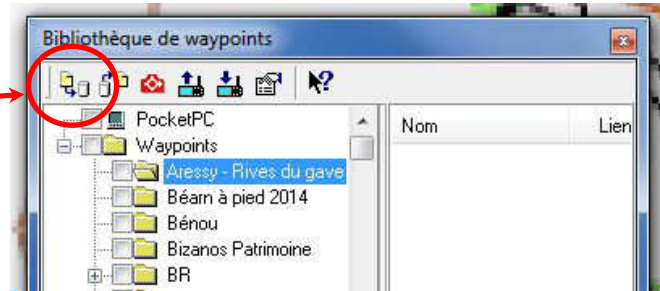 Bibliothèque de waypoints
PocketPC
Nom
Lien
Waypoints
Aressy - Rives du gave
Béarn à pied 2014
Bénou
Bizanos Patrimoine
BR